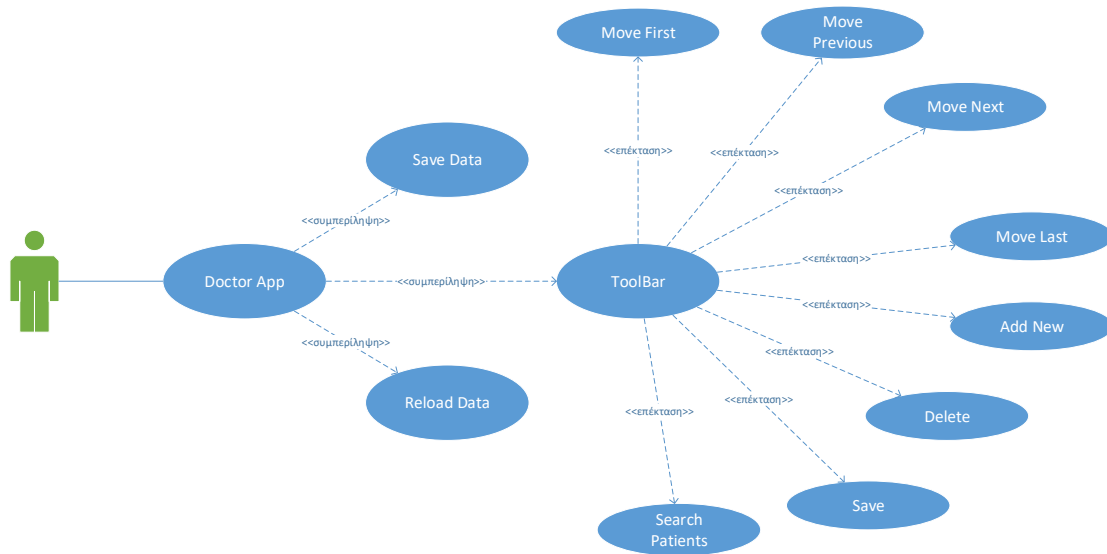 Move First
Move
Previous
Move Next
<<επέκταση>>
<<επέκταση>>
Save Data
<<επέκταση>>
<<συμπερίληψη>>
Move Last
<<επέκταση>>
Doctor App
<<συμπερίληψη>>
ToolBar
<<επέκταση>>
Add New
<<συμπερίληψη>>
<<επέκταση>>
Reload Data
<<επέκταση>>
<<επέκταση>>
Delete
Save
Search
Patients